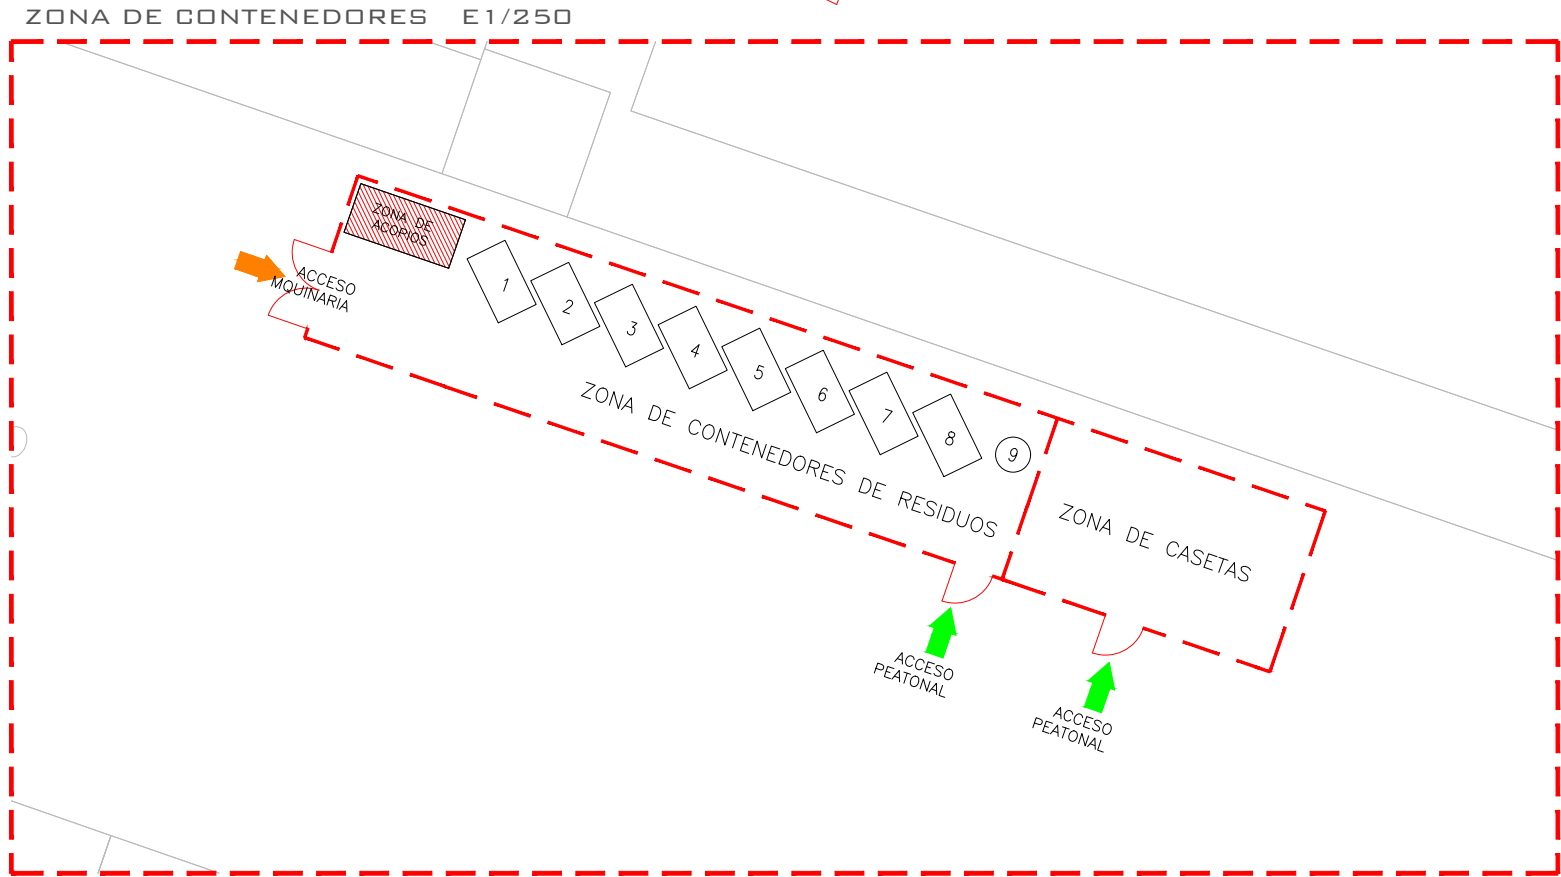 ZONA DE CONTENEDORES E1/250
ZONA DE
ACOPIOS
ACCESO
MQUINARIA
1
2
3
4
5
6
7
8
9
ZONA DE CONTENEDORES DE RESIDUOS
ZONA DE CASETAS
ACCESO
PEATONAL
ACCESO
PEATONAL